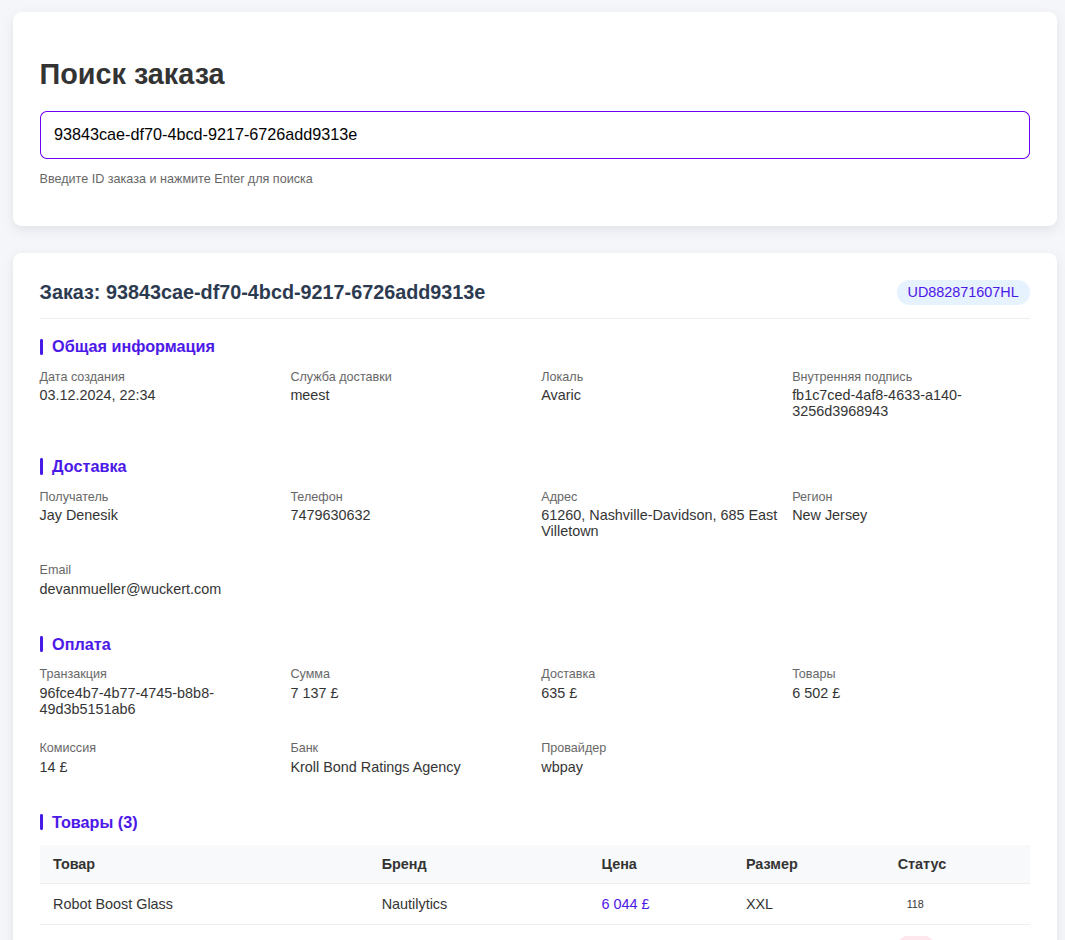 Поиск заказа
93843cae-df70-4bcd-9217-6726add9313e
Введите ID заказа и нажмите Enter для поиска
Заказ: 93843cae-df70-4bcd-9217-6726add9313e
UD882871607HL
Общая информация
Дата создания
03.12.2024, 22:34
Служба доставки
meest
Локаль
Avaric
Внутренняя подпись
fb1c7ced-4af8-4633-a140-
3256d3968943
Доставка
Получатель
Jay Denesik
Телефон
7479630632
Адрес
61260, Nashville-Davidson, 685 East
Villetown
Регион
New Jersey
Email
devanmueller@wuckert.com
Оплата
Транзакция
96fce4b7-4b77-4745-b8b8-
49d3b5151ab6
Сумма
7 137 £
Доставка
635 £
Товары
6 502 £
Комиссия
14 £
Банк
Kroll Bond Ratings Agency
Провайдер
wbpay
Товары (3)
Товар Бренд Цена Размер Статус
Robot Boost Glass Nautilytics 6 044 £ XXL 118